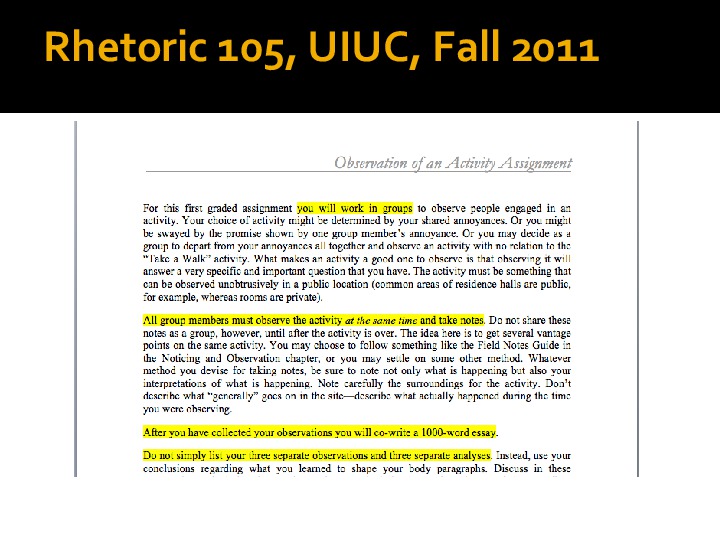 Rhetoric 105, UIUC, Fall 2011
Observation of an Activity Assignment
For this first graded assignment you will work in groups to observe people engaged in an
activity. Your choice of activity might be determined by your shared annoyances. Or you might
be swayed by the promise shown by one group member's annoyance. Or you may decide as a
group to depart from your annoyances all together and observe an activity with no relation to the
“Take a Walk” activity. What makes an activity a good one to observe is that observing it will
answer a very specific and important question that you have. The activity must be something that
can be observed unobtrusively in a public location (common areas of residence halls are public,
for example, whereas rooms are private).
All group members must observe the activity at the same time and take notes. Do not share these
notes as a group, however, until after the activity is over. The idea here is to get several vantage
points on the same activity. You may choose to follow something like the Field Notes Guide in
the Noticing and Observation chapter, or you may settle on some other method. Whatever
method you devise for taking notes, be sure to note not only what is happening but also your
interpretations of what is happening. Note carefully the surroundings for the activity. Don't
describe what “generally” goes on in the site—describe what actually happened during the time
you were observing.
After you have collected your observations you will co-write a 1000-word essay.
Do not simply list your three separate observations and three separate analyses. Instead, use your
conclusions regarding what you learned to shape your body paragraphs. Discuss in these